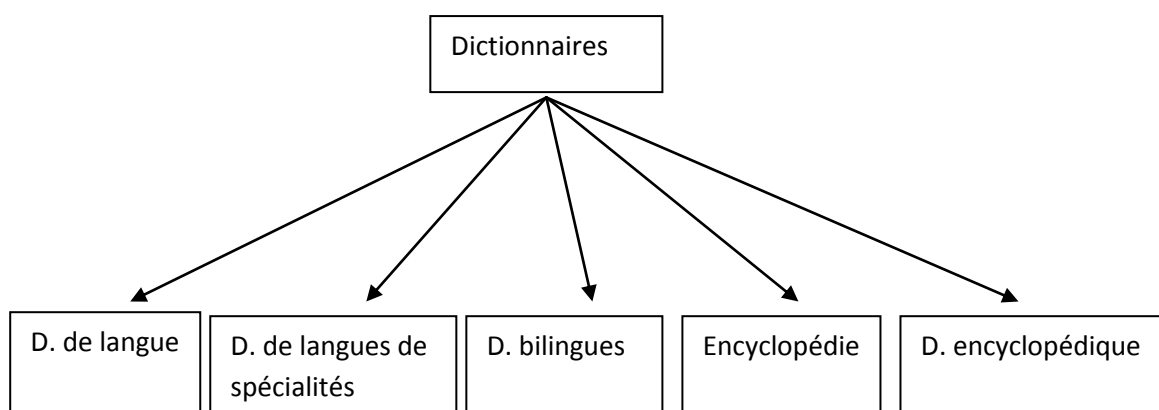 Dictionnaires
D. de langue
D. de langues de
spécialités
D. bilingues
Encyclopédie
D. encyclopédique